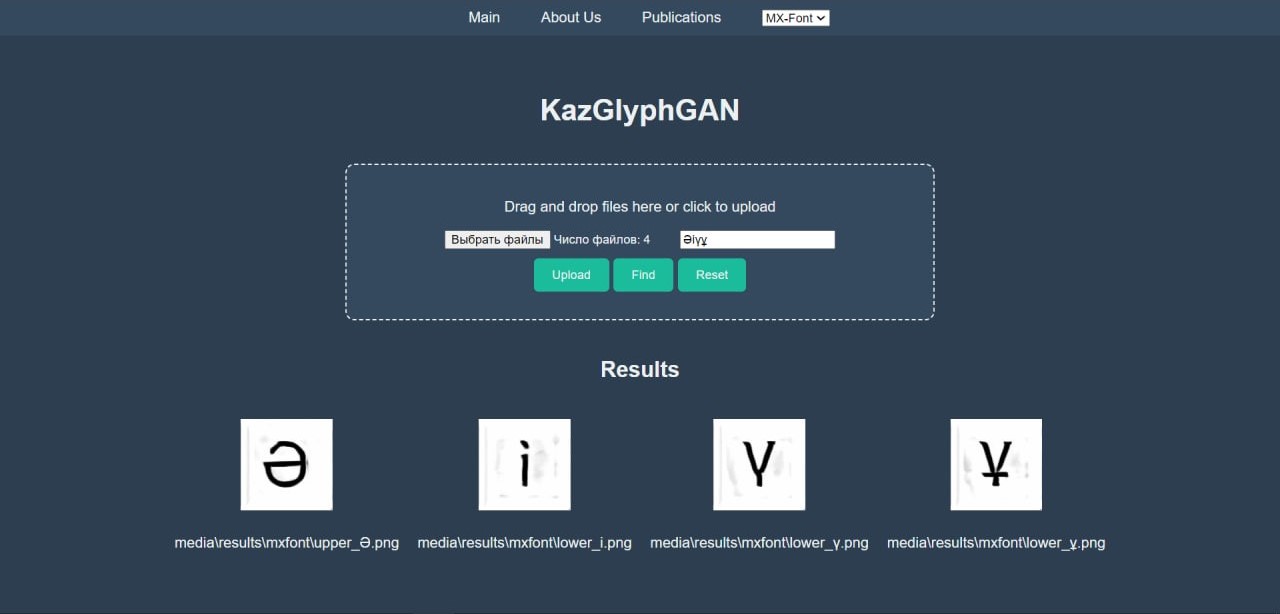 Main About Us Publications MX-Font
KazGlyphGAN
Drag and drop files here or click to upload
Выбрать файлы Число файлов: 4 Әіүұ
Upload Find Reset
Results
Ә і ү ұ
media\results\mxfont\upper_Ә.png media\results\mxfont\lower_і.png media\results\mxfont\lower_ү.png media\results\mxfont\lower_ұ.png